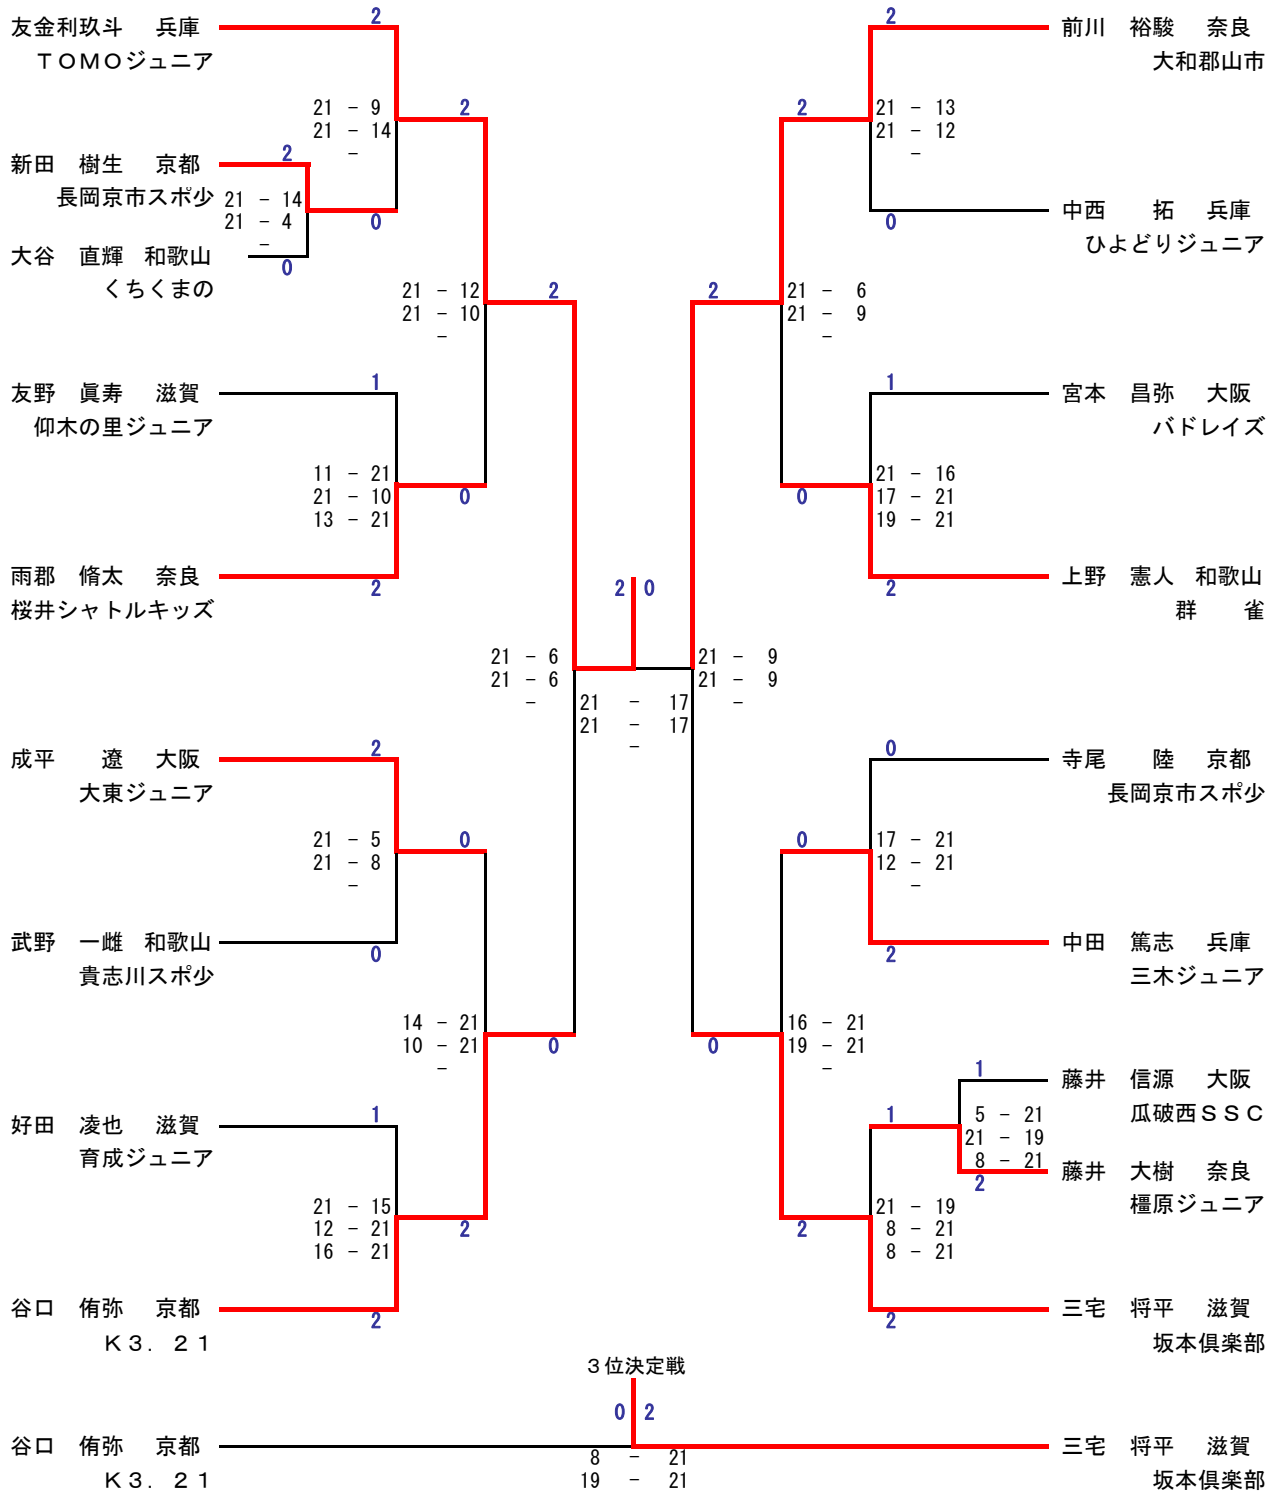 友金利玖斗　兵庫
ＴＯＭＯジュニア
2
21 － 9
21 － 14
－
2
新田　樹生　京都
長岡京市スポ少
2
21 － 14
21 － 4
－
0
大谷　直輝　和歌山
くちくまの
0
21 － 12
21 － 10
－
2
友野　眞寿　滋賀
仰木の里ジュニア
1
11 － 21
21 － 10
13 － 21
0
雨郡　脩太　奈良
桜井シャトルキッズ
2
21 － 6
21 － 6
－
成平　遼　大阪
大東ジュニア
2
21 － 5
21 － 8
－
0
武野　一雌　和歌山
貴志川スポ少
0
14 － 21
10 － 21
－
0
好田　凌也　滋賀
育成ジュニア
1
21 － 15
12 － 21
16 － 21
2
谷口　侑弥　京都
Ｋ３．２１
2
2 0
21 － 17
21 － 17
－
2
前川　裕駿　奈良
大和郡山市
2
21 － 13
21 － 12
－
中西　拓　兵庫
ひよどりジュニア
0
2
21 － 6
21 － 9
－
宮本　昌弥　大阪
バドレイズ
1
21 － 16
17 － 21
19 － 21
0
上野　憲人　和歌山
群　雀
2
21 － 9
21 － 9
－
寺尾　陸　京都
長岡京市スポ少
0
17 － 21
12 － 21
－
0
中田　篤志　兵庫
三木ジュニア
2
16 － 21
19 － 21
－
0
藤井　信源　大阪
瓜破西ＳＳＣ
1
5 － 21
21 － 19
8 － 21
1
藤井　大樹　奈良
橿原ジュニア
2
21 － 19
8 － 21
8 － 21
2
三宅　将平　滋賀
坂本倶楽部
2
３位決定戦
0 2
谷口　侑弥　京都
Ｋ３．２１
8 － 21
19 － 21
三宅　将平　滋賀
坂本倶楽部